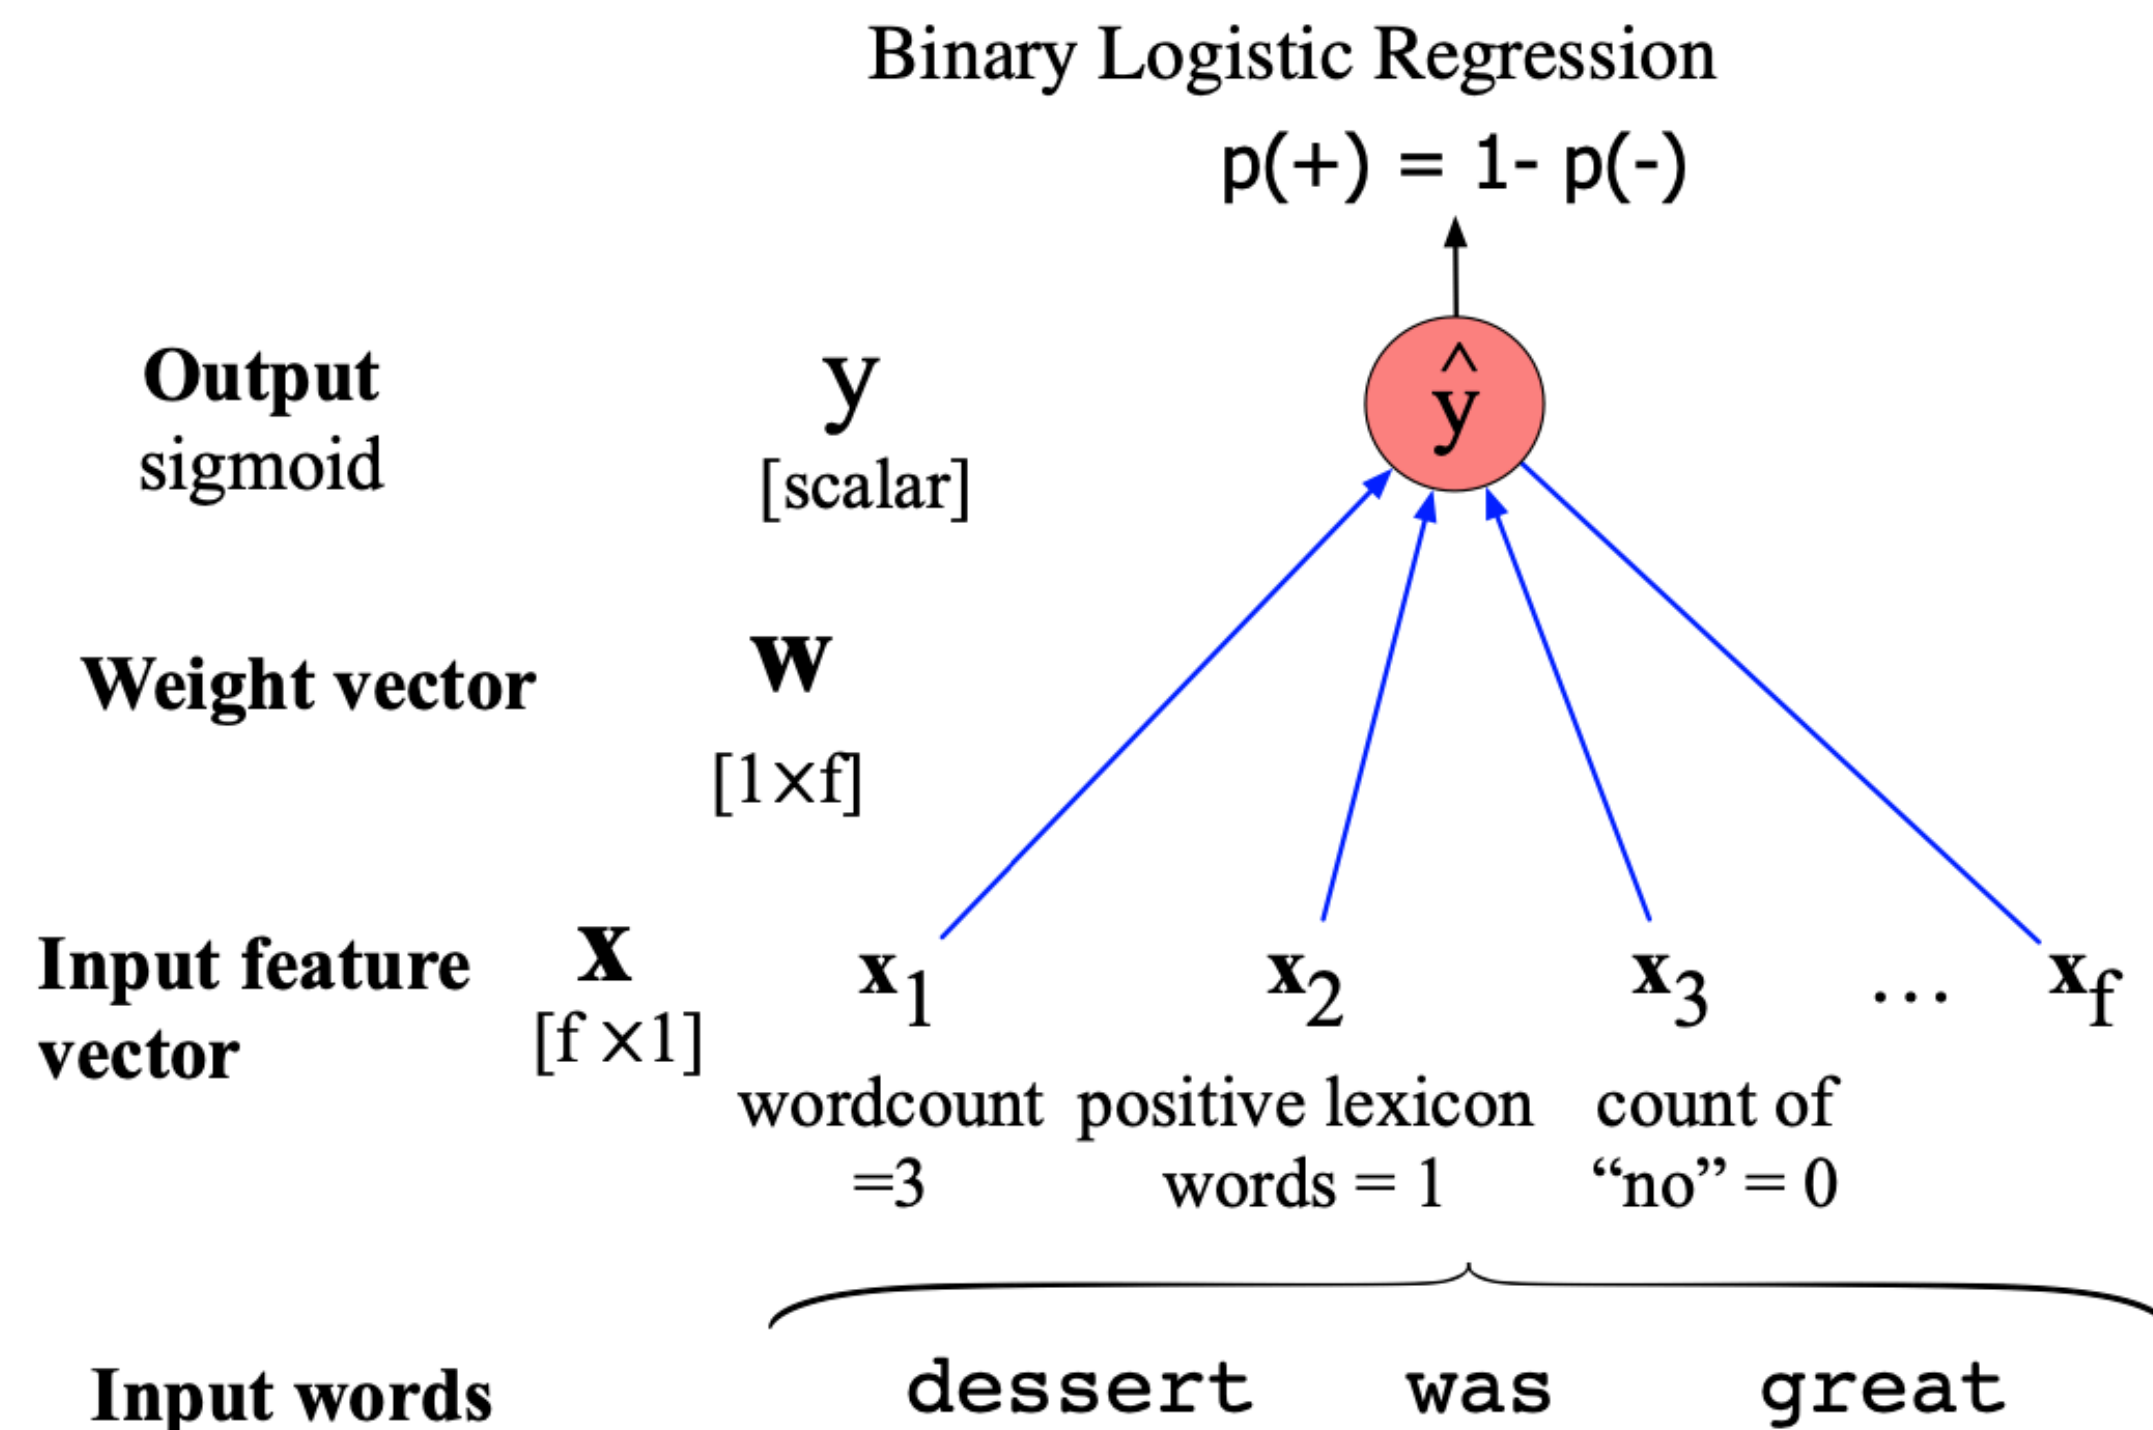 Binary Logistic Regression
p(+) = 1- p(-)
Output
sigmoid
y
[scalar]
ŷ
Weight vector
w
[1×f]
Input feature
vector
x
[f ×1]
x1 x2 x3 … xf
wordcount
=3
positive lexicon
words = 1
count of
“no” = 0
Input words
dessert was great